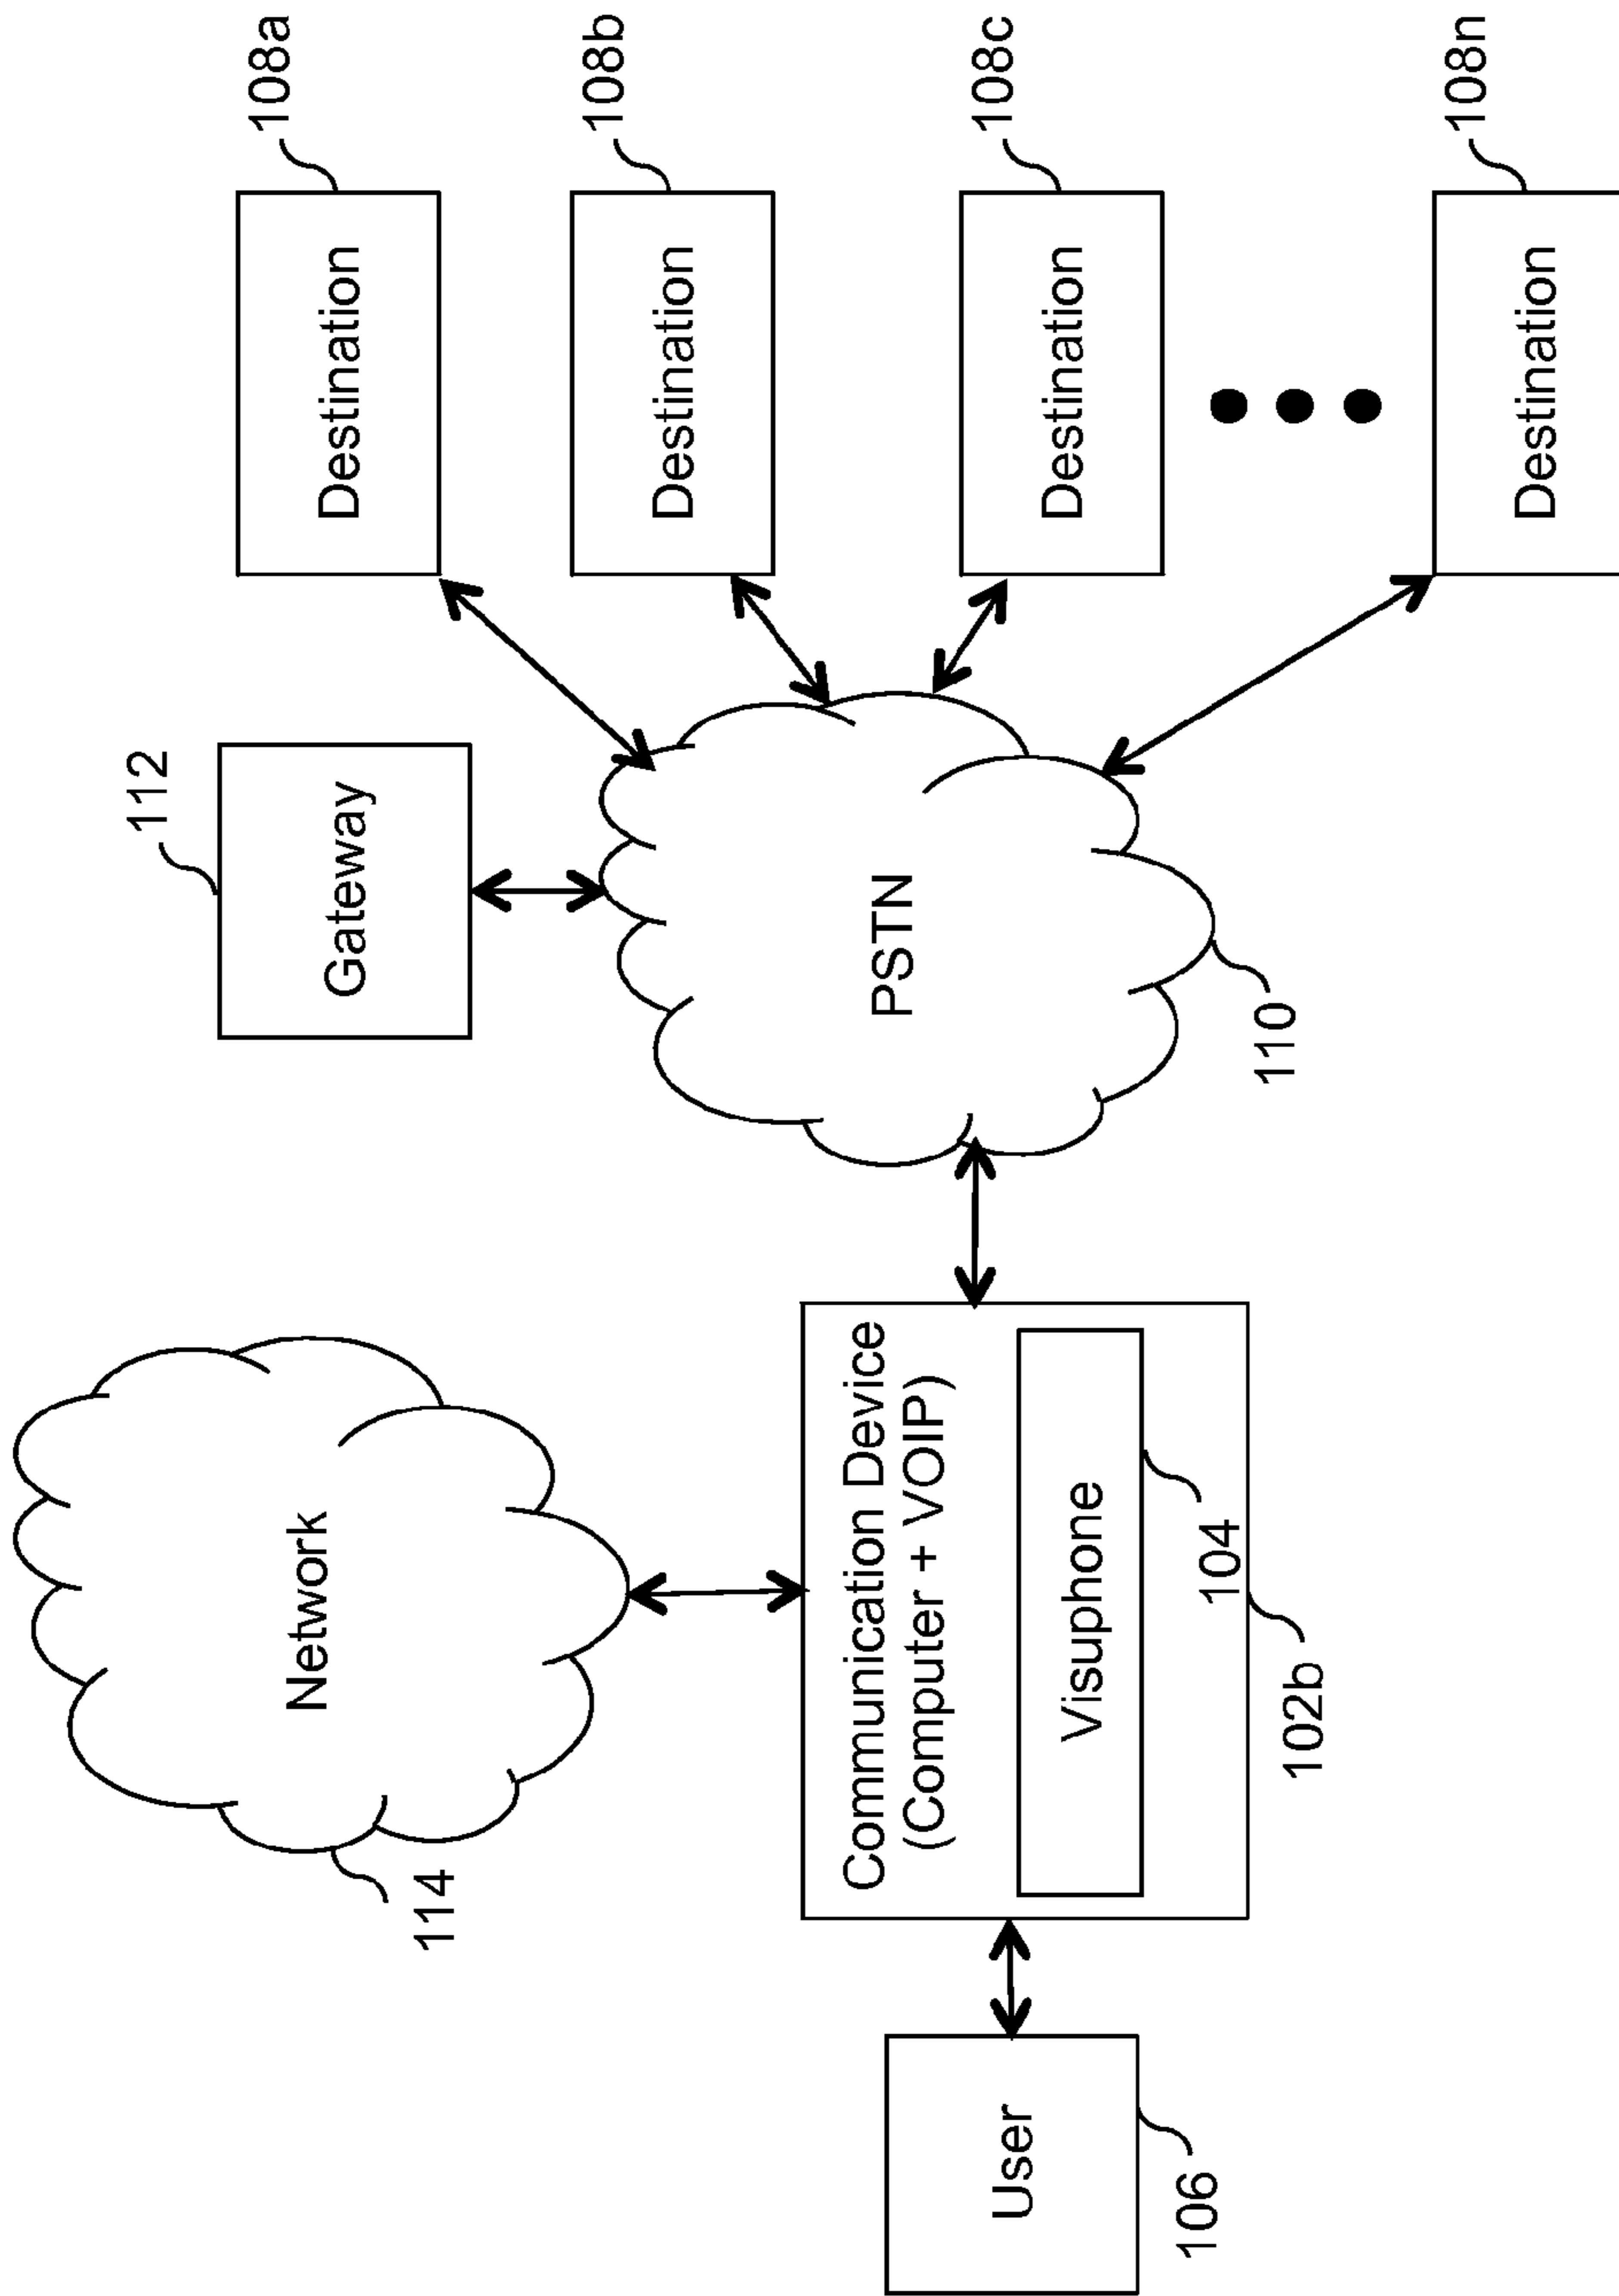 Network
114
Gateway
112
Destination
108a
Destination
108b
Destination
108c
Destination
108n
PSTN
110
Communication Device
(Computer + VOIP)
Visuphone
104
102b
User
106